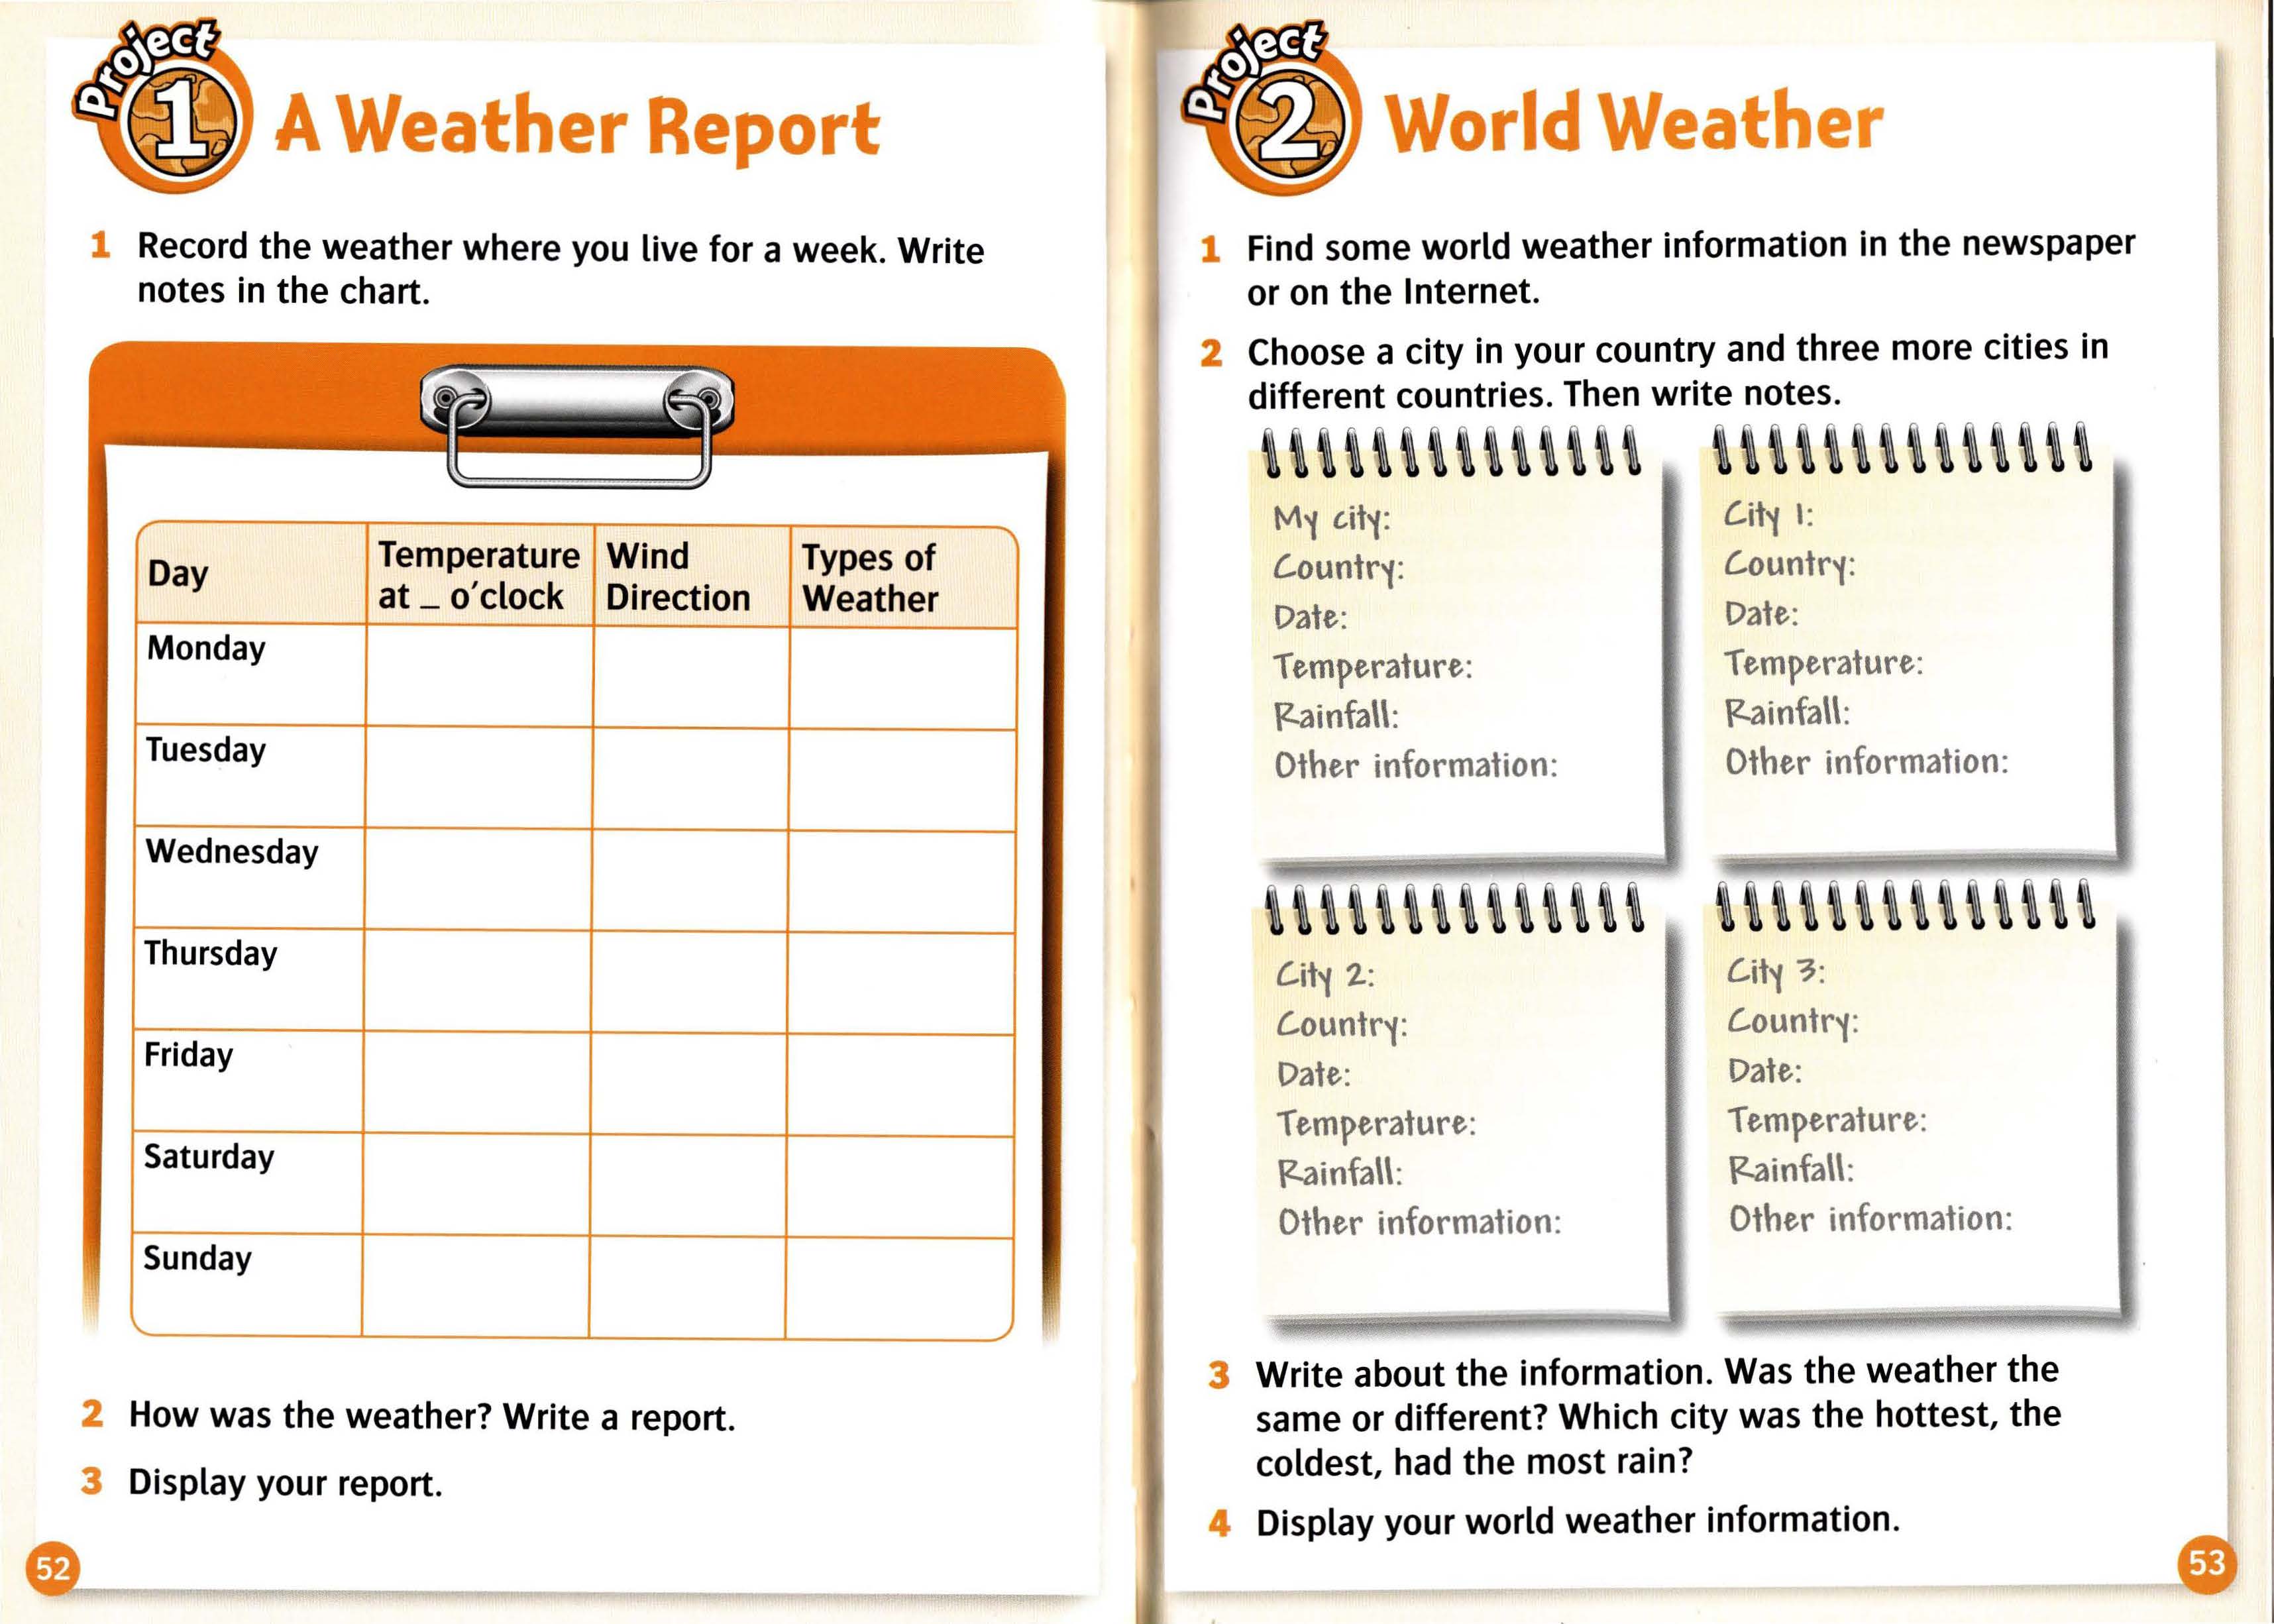 Project
1
A Weather Report
1 Record the weather where you live for a week. Write
notes in the chart.
Day
Temperature
at _ o'clock
Wind
Direction
Types of
Weather
Monday
Tuesday
Wednesday
Thursday
Friday
Saturday
Sunday
2 How was the weather? Write a report.
3 Display your report.
52
Project
2
World Weather
1 Find some world weather information in the newspaper
or on the Internet.
2 Choose a city in your country and three more cities in
different countries. Then write notes.
My city:
Country:
Date:
Temperature:
Rainfall:
Other information:
City 1:
Country:
Date:
Temperature:
Rainfall:
Other information:
City 2:
Country:
Date:
Temperature:
Rainfall:
Other information:
City 3:
Country:
Date:
Temperature:
Rainfall:
Other information:
3 Write about the information. Was the weather the
same or different? Which city was the hottest, the
coldest, had the most rain?
4 Display your world weather information.
53